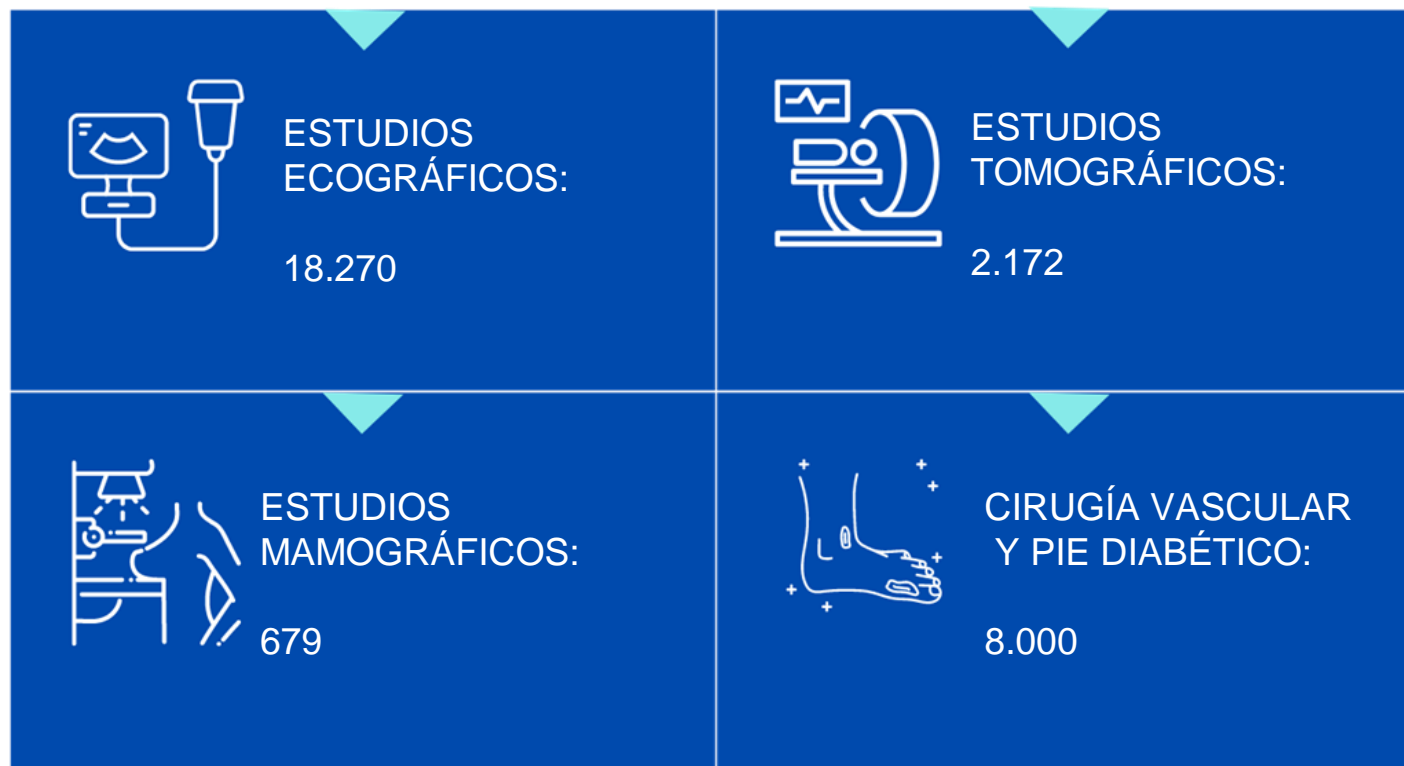 ESTUDIOS
ECOGRÁFICOS:
18.270
ESTUDIOS
TOMOGRÁFICOS:
2.172
ESTUDIOS
MAMOGRÁFICOS:
679
CIRUGÍA VASCULAR
Y PIE DIABÉTICO:
8.000